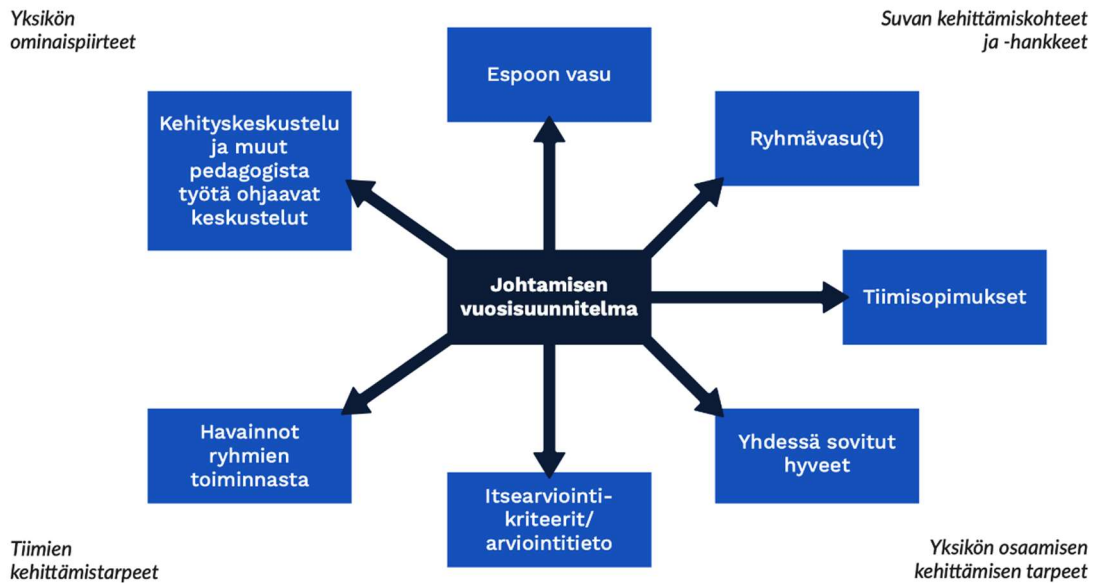 Yksikön
ominaispiirteet
Suvan kehittämiskohteet
ja -hankkeet
Espoon vasu
Kehityskeskustelu
ja muut
pedagogista
työtä ohjaavat
keskustelut
Ryhmävasu(t)
Johtamisen
vuosisuunnitelma
Tiimisopimukset
Havainnot
ryhmien
toiminnasta
Itsearviointi-
kriteerit/
arviointitieto
Yhdessä sovitut
hyveet
Tiimien
kehittämistarpeet
Yksikön osaamisen
kehittämisen tarpeet